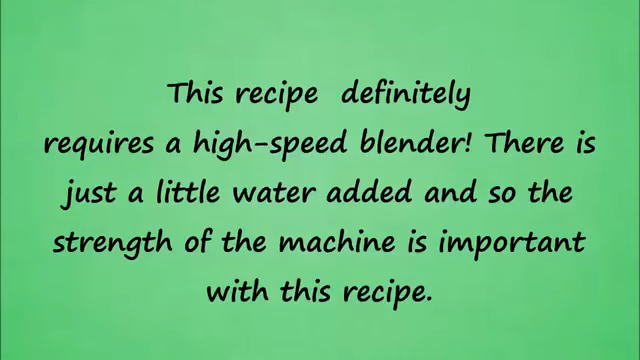 This recipe  definitely
requires a high-speed blender! There is
just a little water added and so the
strength of the machine is important
with this recipe.